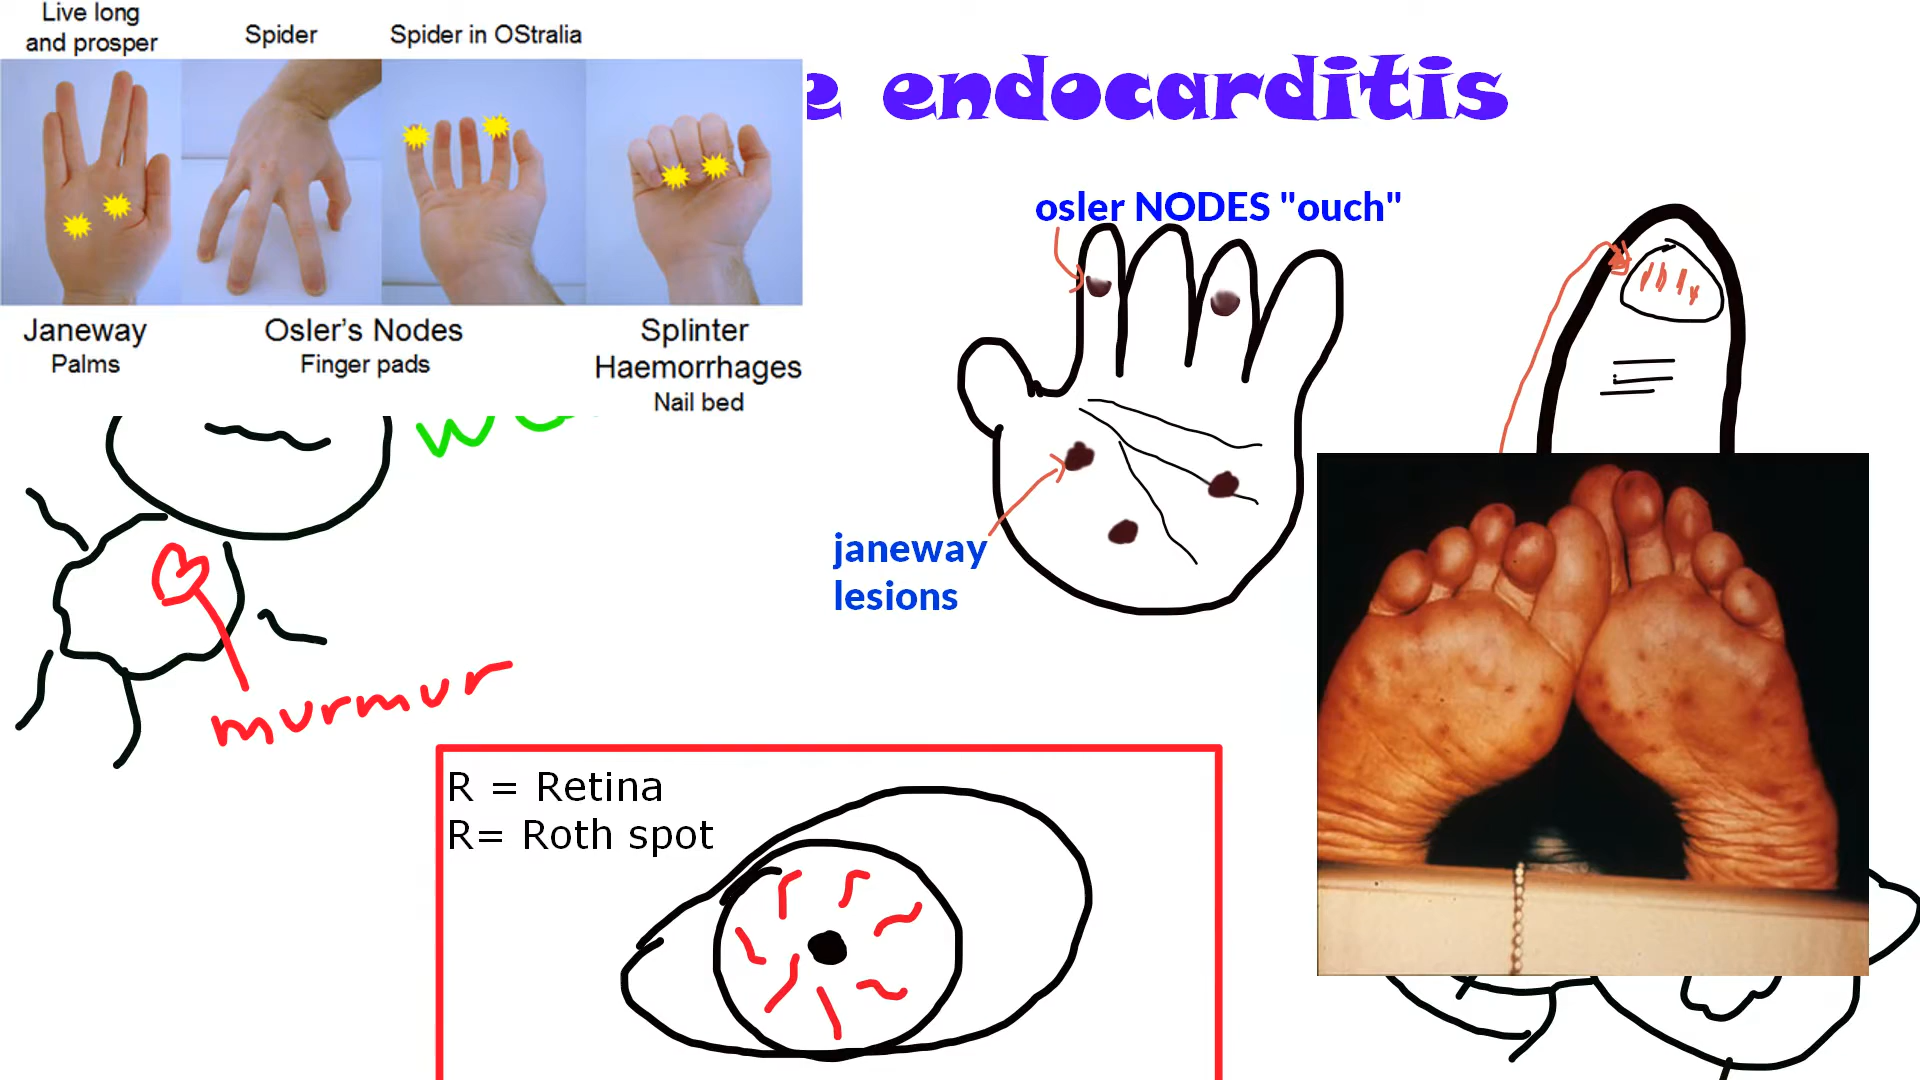 Live long
and prosper
Spider
Spider in OStralia
Janeway
Palms
Osler's Nodes
Finger pads
Splinter
Haemorrhages
Nail bed
e endocarditis
osler NODES "ouch"
janeway
lesions
murmur
R = Retina
R= Roth spot